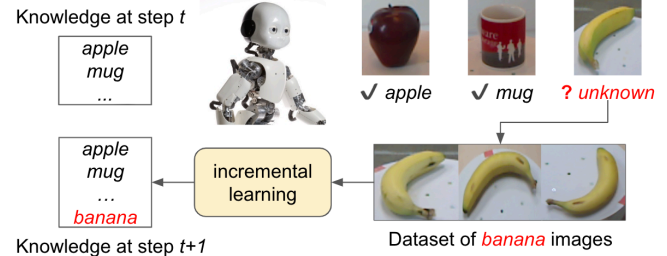 Knowledge at step t
apple
mug
...
✓ apple
✓ mug
? unknown
apple
mug
...
banana
incremental
learning
Dataset of banana images
Knowledge at step t+1